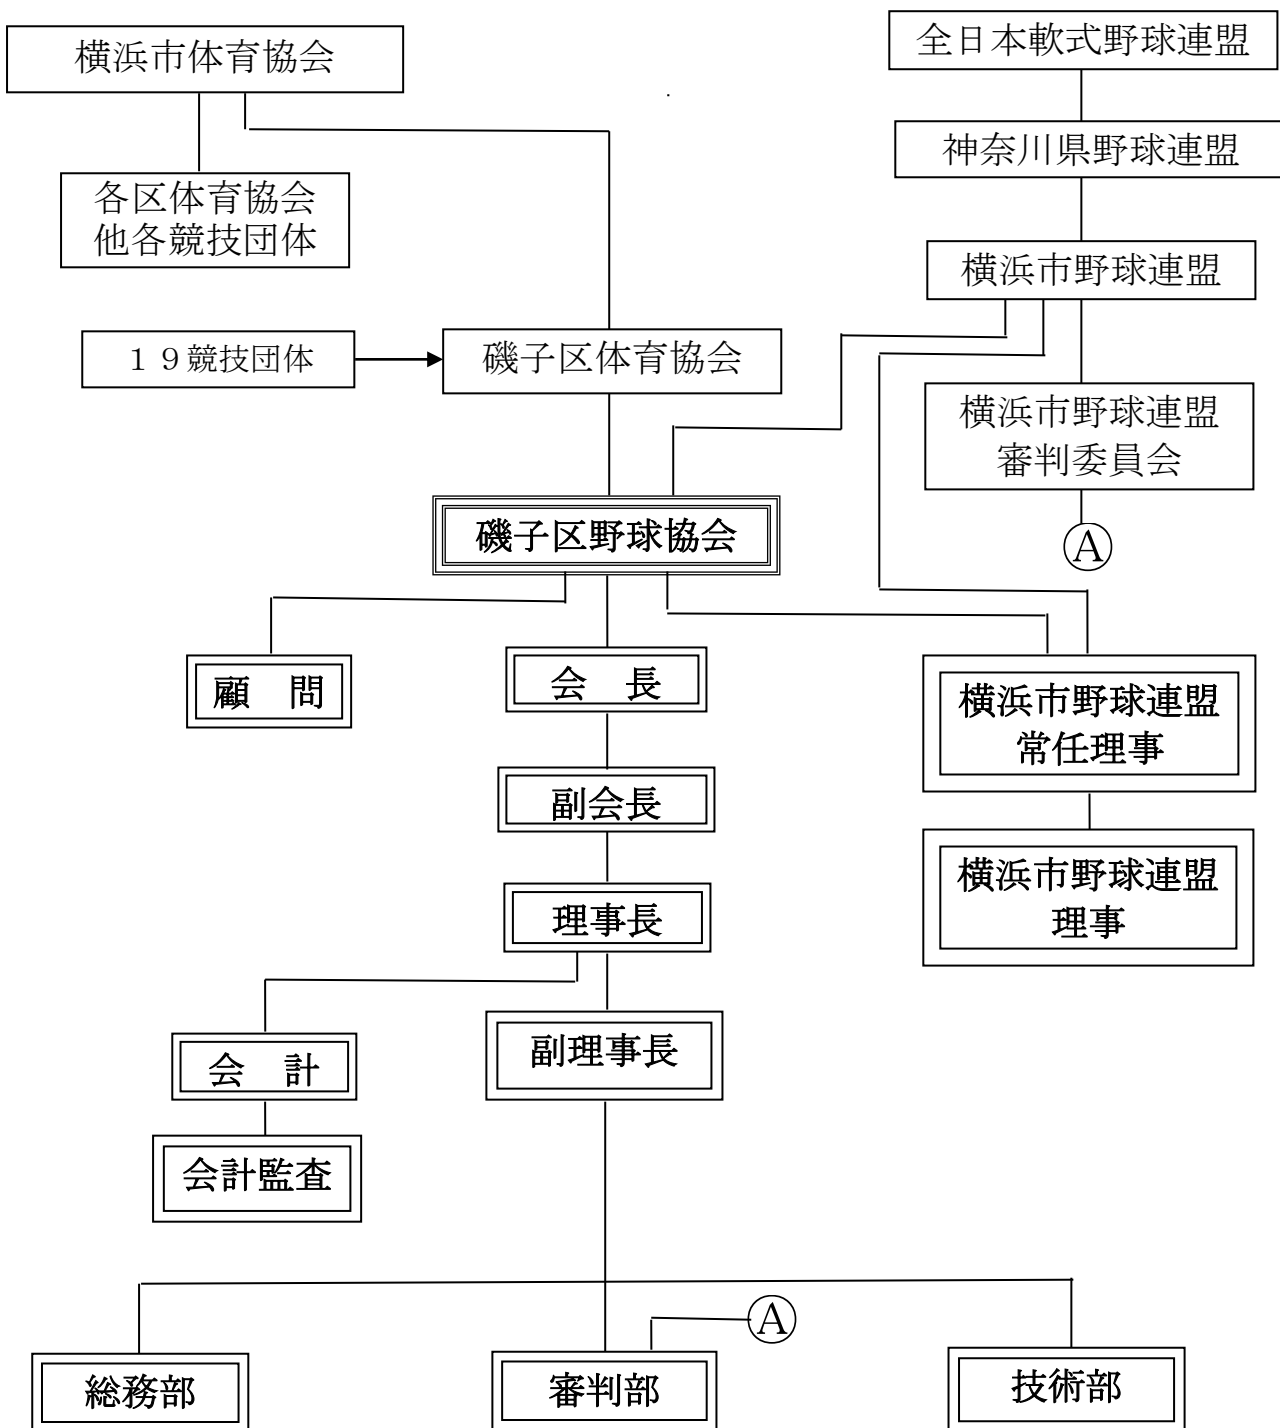 横浜市体育協会
全日本軟式野球連盟
神奈川県野球連盟
各区体育協会
他各競技団体
横浜市野球連盟
１９競技団体
磯子区体育協会
横浜市野球連盟
審判委員会
磯子区野球協会
Ⓐ
顧　問
会　長
横浜市野球連盟
常任理事
副会長
横浜市野球連盟
理事
理事長
会　計
副理事長
会計監査
Ⓐ
総務部
審判部
技術部